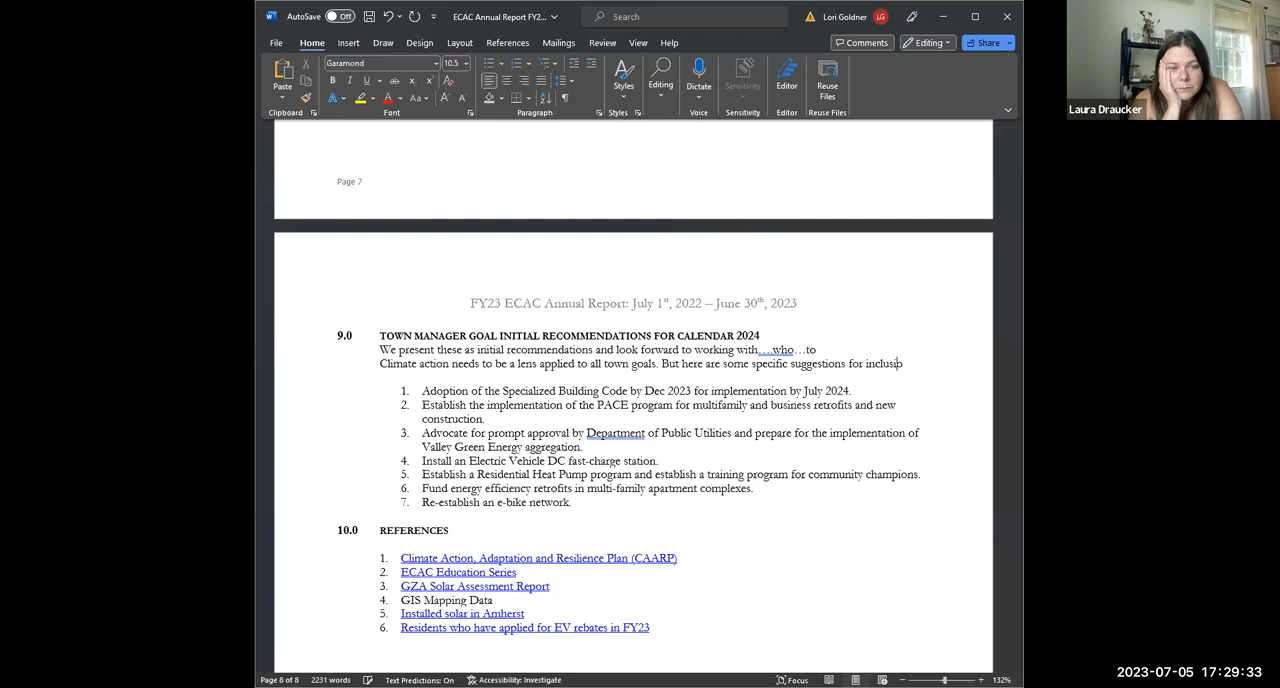 AutoSave Off ECAC Annual Report FY2... Search Lori Goldner LG
File Home Insert Draw Design Layout References Mailings Review View Help Comments Editing Share
Garamond 10.5
Paste Styles Editing Dictate Sensitivity Editor Reuse Files
Clipboard Font Paragraph Styles Voice Sensitivity Editor Reuse Files
Laura Draucker
Page 7
FY23 ECAC Annual Report: July 1st, 2022 – June 30th, 2023
9.0 TOWN MANAGER GOAL INITIAL RECOMMENDATIONS FOR CALENDAR 2024
We present these as initial recommendations and look forward to working with….who…to
Climate action needs to be a lens applied to all town goals. But here are some specific suggestions for inclusip
1. Adoption of the Specialized Building Code by Dec 2023 for implementation by July 2024.
2. Establish the implementation of the PACE program for multifamily and business retrofits and new
construction.
3. Advocate for prompt approval by Department of Public Utilities and prepare for the implementation of
Valley Green Energy aggregation.
4. Install an Electric Vehicle DC fast-charge station.
5. Establish a Residential Heat Pump program and establish a training program for community champions.
6. Fund energy efficiency retrofits in multi-family apartment complexes.
7. Re-establish an e-bike network.
10.0 REFERENCES
1. Climate Action, Adaptation and Resilience Plan (CAARP)
2. ECAC Education Series
3. GZA Solar Assessment Report
4. GIS Mapping Data
5. Installed solar in Amherst
6. Residents who have applied for EV rebates in FY23
Page 8 of 8 2231 words Text Predictions: On Accessibility: Investigate Focus 132%
2023-07-05 17:29:33